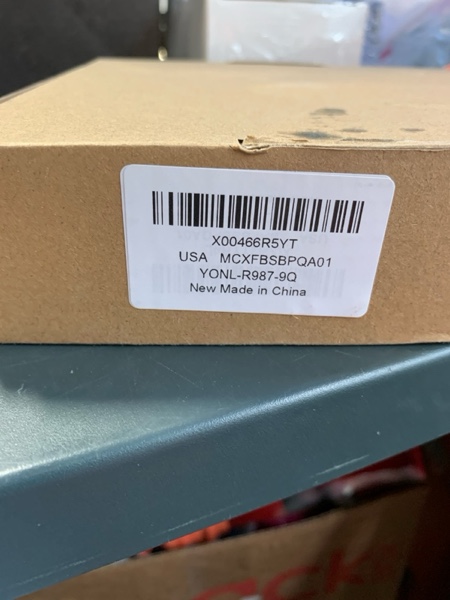 X00466R5YT
USA MCXFBSBPQA01
YONL-R987-9Q
New Made in China